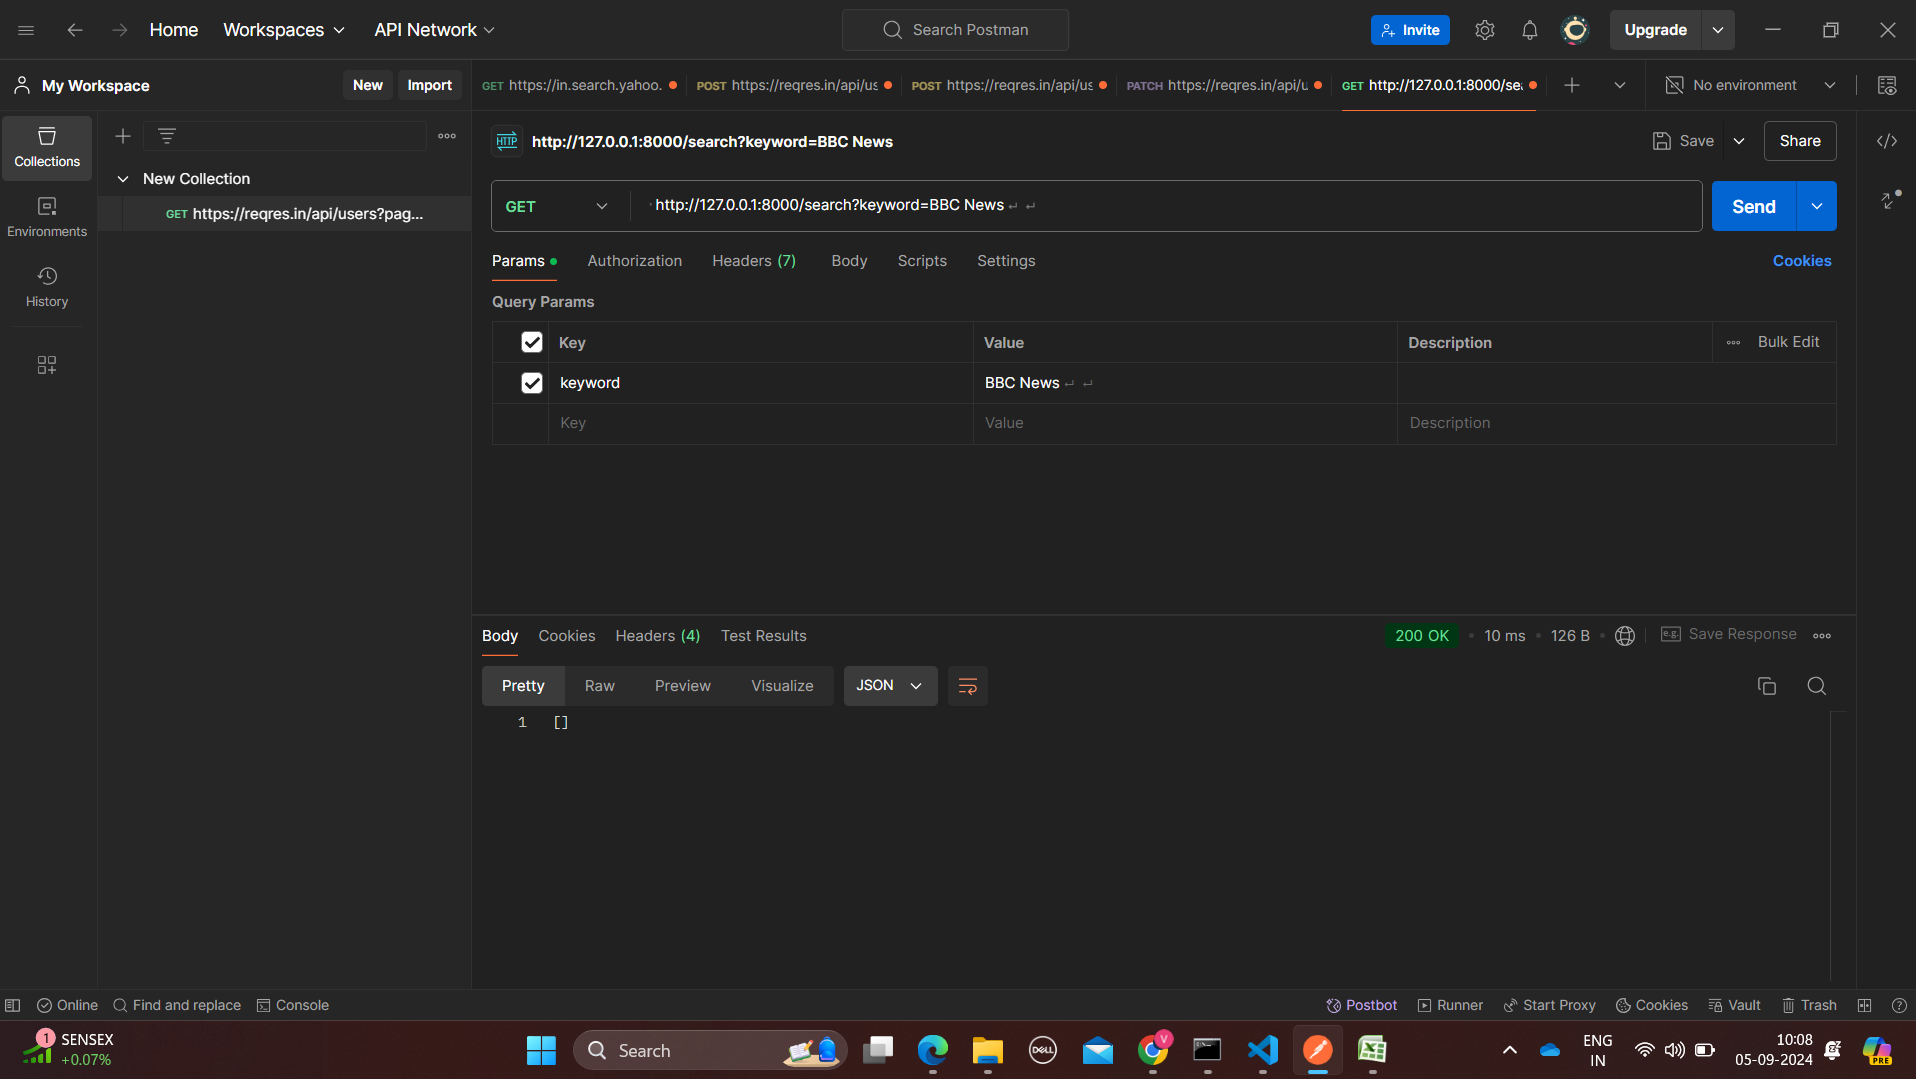 Home
Workspaces
API Network
Search Postman
Invite
Upgrade
My Workspace
New
Import
GET https://in.search.yahoo.
POST https://reqres.in/api/us
POST https://reqres.in/api/us
PATCH https://reqres.in/api/u
GET http://127.0.0.1:8000/sea
No environment
Collections
Environments
History
New Collection
GET https://reqres.in/api/users?pag...
HTTP
http://127.0.0.1:8000/search?keyword=BBC News
Save
Share
GET
http://127.0.0.1:8000/search?keyword=BBC News
Send
Params
Authorization
Headers (7)
Body
Scripts
Settings
Cookies
Query Params
Key
Value
Description
Bulk Edit
keyword
BBC News
Key
Value
Description
Body
Cookies
Headers (4)
Test Results
200 OK
10 ms
126 B
e.g.
Save Response
Pretty
Raw
Preview
Visualize
JSON
1 []
Online
Find and replace
Console
Postbot
Runner
Start Proxy
Cookies
Vault
Trash
1
SENSEX
+0.07%
Search
DELL
V
ENG
IN
10:08
05-09-2024
PRE